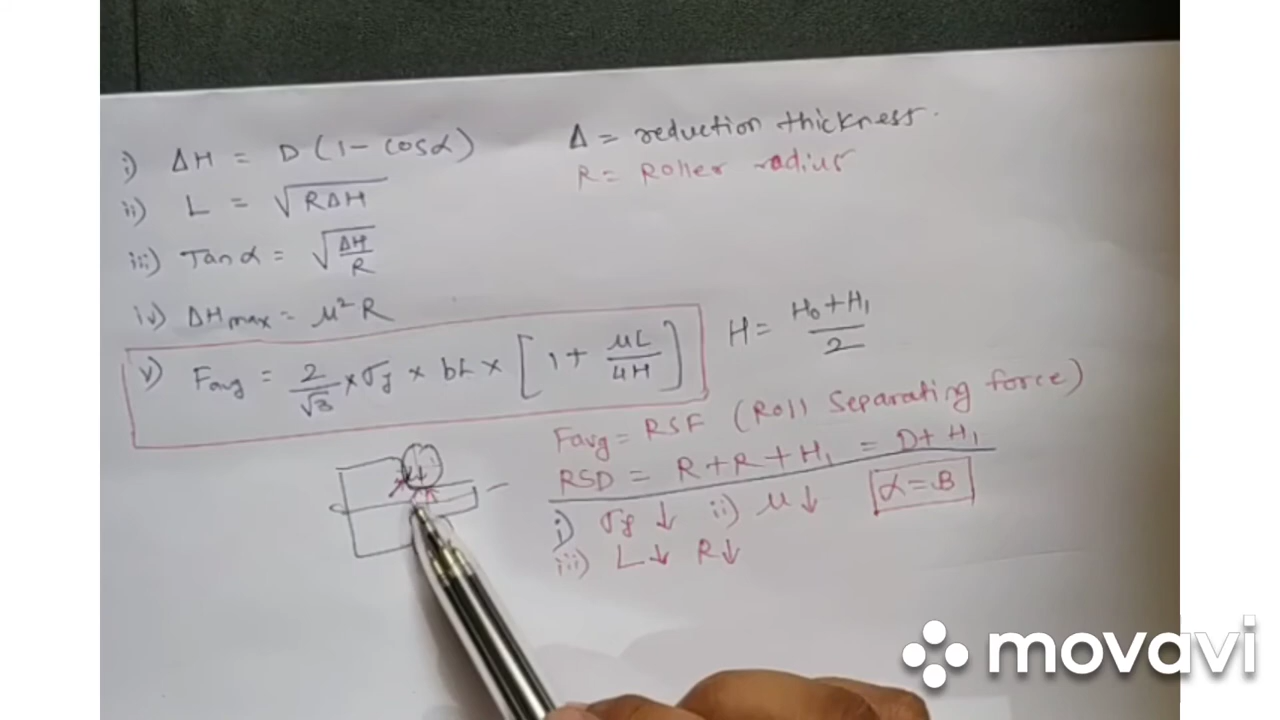 i) ΔH = D (1 - cosα)
Δ = reduction thickness.
R = Roller radius
ii) L = √RΔH
iii) Tanα = √ΔH/R
iv) ΔHmax = μ² R
v) Favg = 2/√3 × σy × bL × [1 + μL/4H]
H = H₀ + H₁/2
Favg = RSF (Roll Separating force)
RSD = R + R + H₁ = D + H₁
i) σy ↓ ii) μ ↓ α = B
iii) L ↓ R ↓
movavi